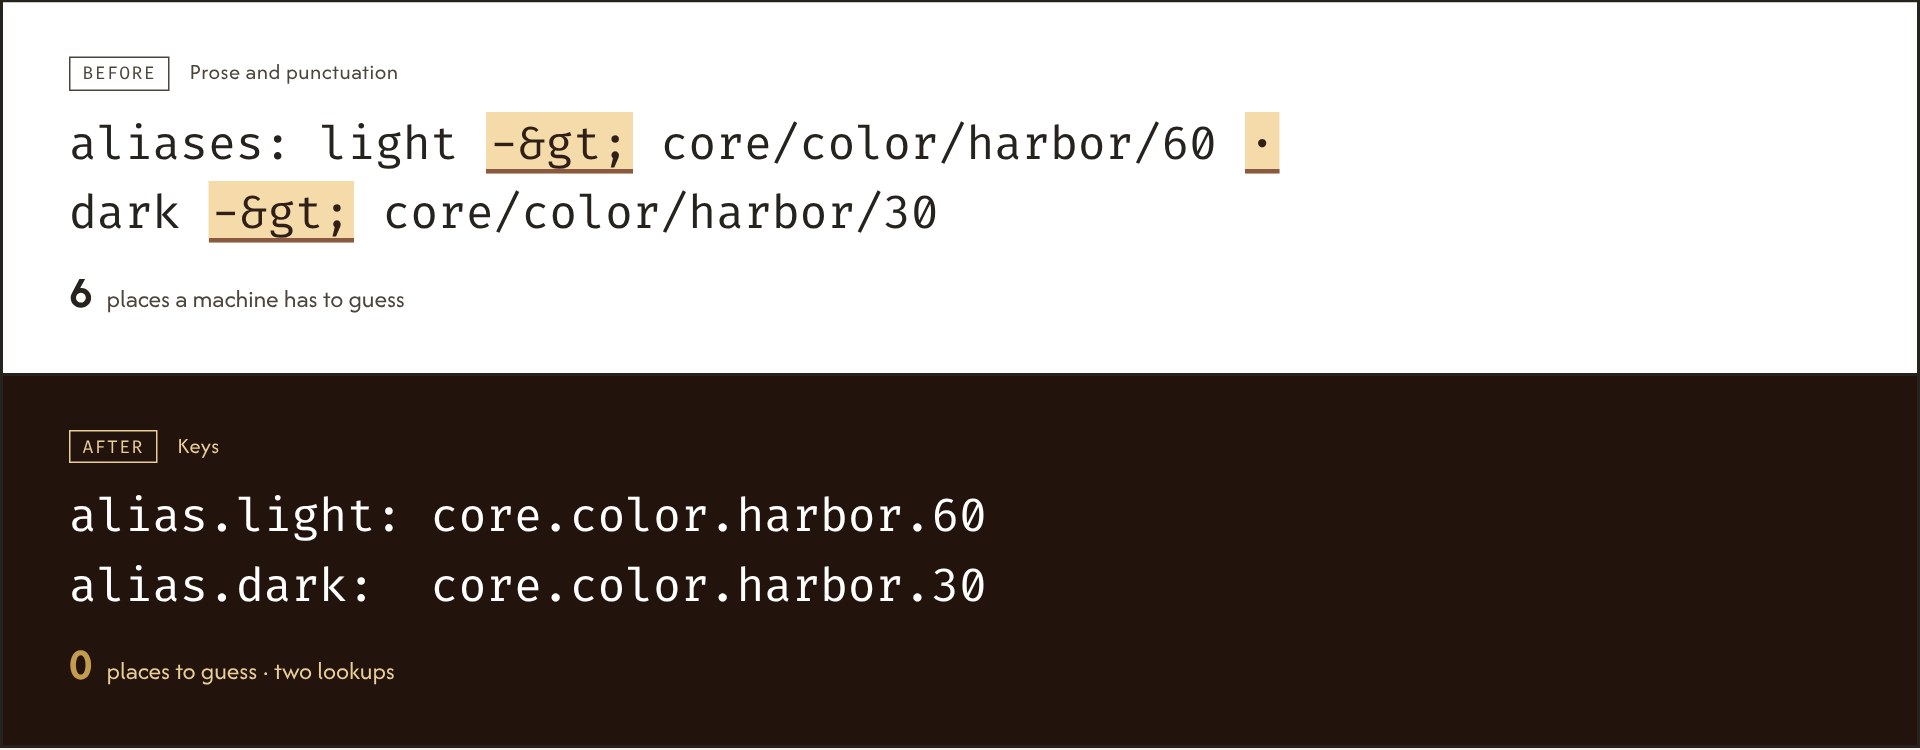 BEFORE Prose and punctuation
aliases: light -&gt; core/color/harbor/60 ·
dark -&gt; core/color/harbor/30
6 places a machine has to guess
AFTER Keys
alias.light: core.color.harbor.60
alias.dark:  core.color.harbor.30
0 places to guess · two lookups